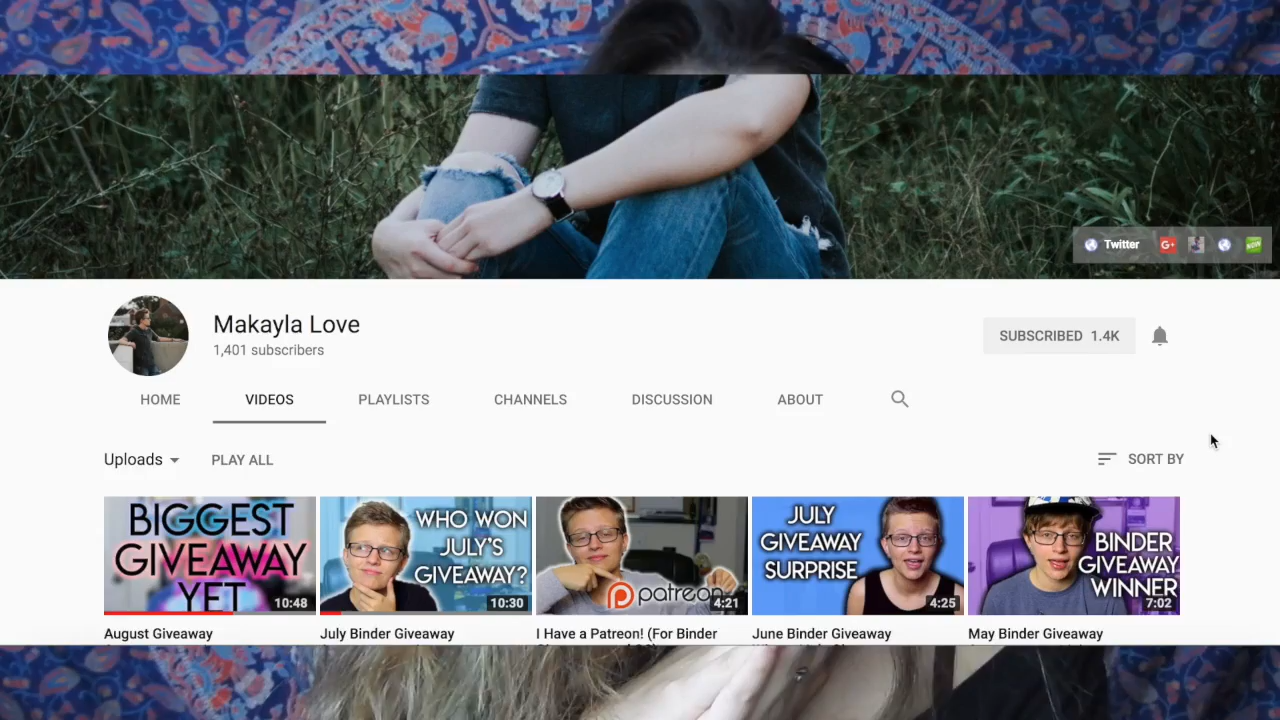 Twitter
G+
NOW
Makayla Love
1,401 subscribers
SUBSCRIBED 1.4K
HOME
VIDEOS
PLAYLISTS
CHANNELS
DISCUSSION
ABOUT
Uploads
PLAY ALL
SORT BY
BIGGEST
GIVEAWAY
YET
10:48
WHO WON
JULY'S
GIVEAWAY?
10:30
patreon
4:21
JULY
GIVEAWAY
SURPRISE
4:25
BINDER
GIVEAWAY
WINNER
7:02
August Giveaway
July Binder Giveaway
I Have a Patreon! (For Binder
June Binder Giveaway
May Binder Giveaway